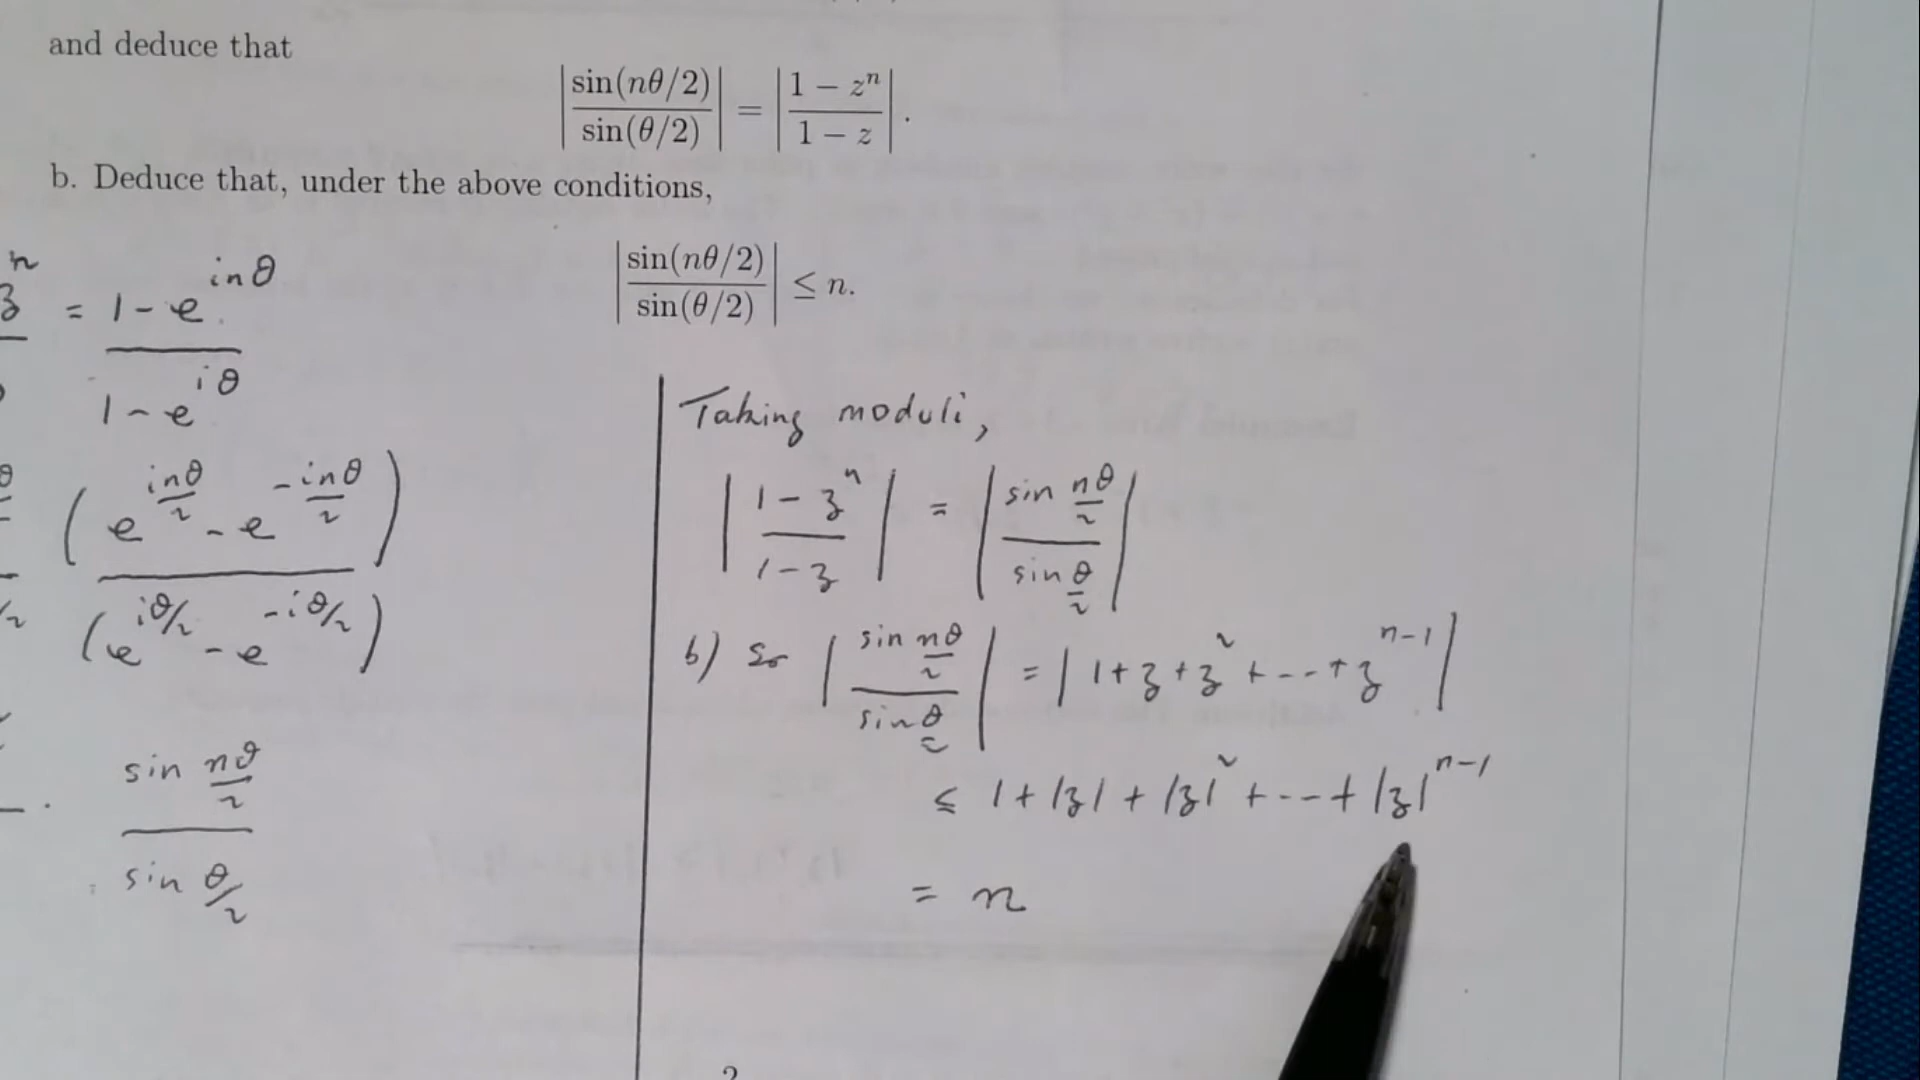 and deduce that
|sin(nθ/2)/sin(θ/2)| = |(1 − zⁿ)/(1 − z)|.
b. Deduce that, under the above conditions,
|sin(nθ/2)/sin(θ/2)| ≤ n.
n
z = (1 - e^{inθ})/(1 - e^{iθ})
(e^{inθ/2} - e^{-inθ/2})
(e^{iθ/2} - e^{-iθ/2})
sin nθ/2
sin θ/2
Taking moduli,
|(1 - zⁿ)/(1 - z)| = |sin nθ/2 / sin θ/2|
b) So |sin nθ/2 / sin θ/2| = |1 + z + z² + --- + z^{n-1}|
≤ 1 + |z| + |z|² + --- + |z|^{n-1}
= n